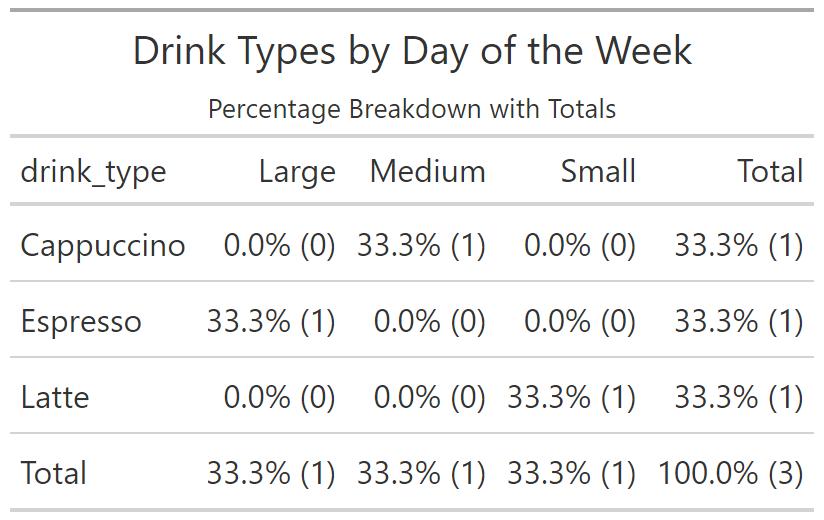 Drink Types by Day of the Week
Percentage Breakdown with Totals
drink_type Large Medium Small Total
Cappuccino 0.0% (0) 33.3% (1) 0.0% (0) 33.3% (1)
Espresso 33.3% (1) 0.0% (0) 0.0% (0) 33.3% (1)
Latte 0.0% (0) 0.0% (0) 33.3% (1) 33.3% (1)
Total 33.3% (1) 33.3% (1) 33.3% (1) 100.0% (3)